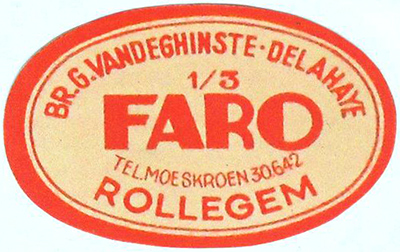 BR.G.VANDEGHINSTE·DELAHAYE
1/3
FARO
TEL.MOESKROEN 30.642
ROLLEGEM